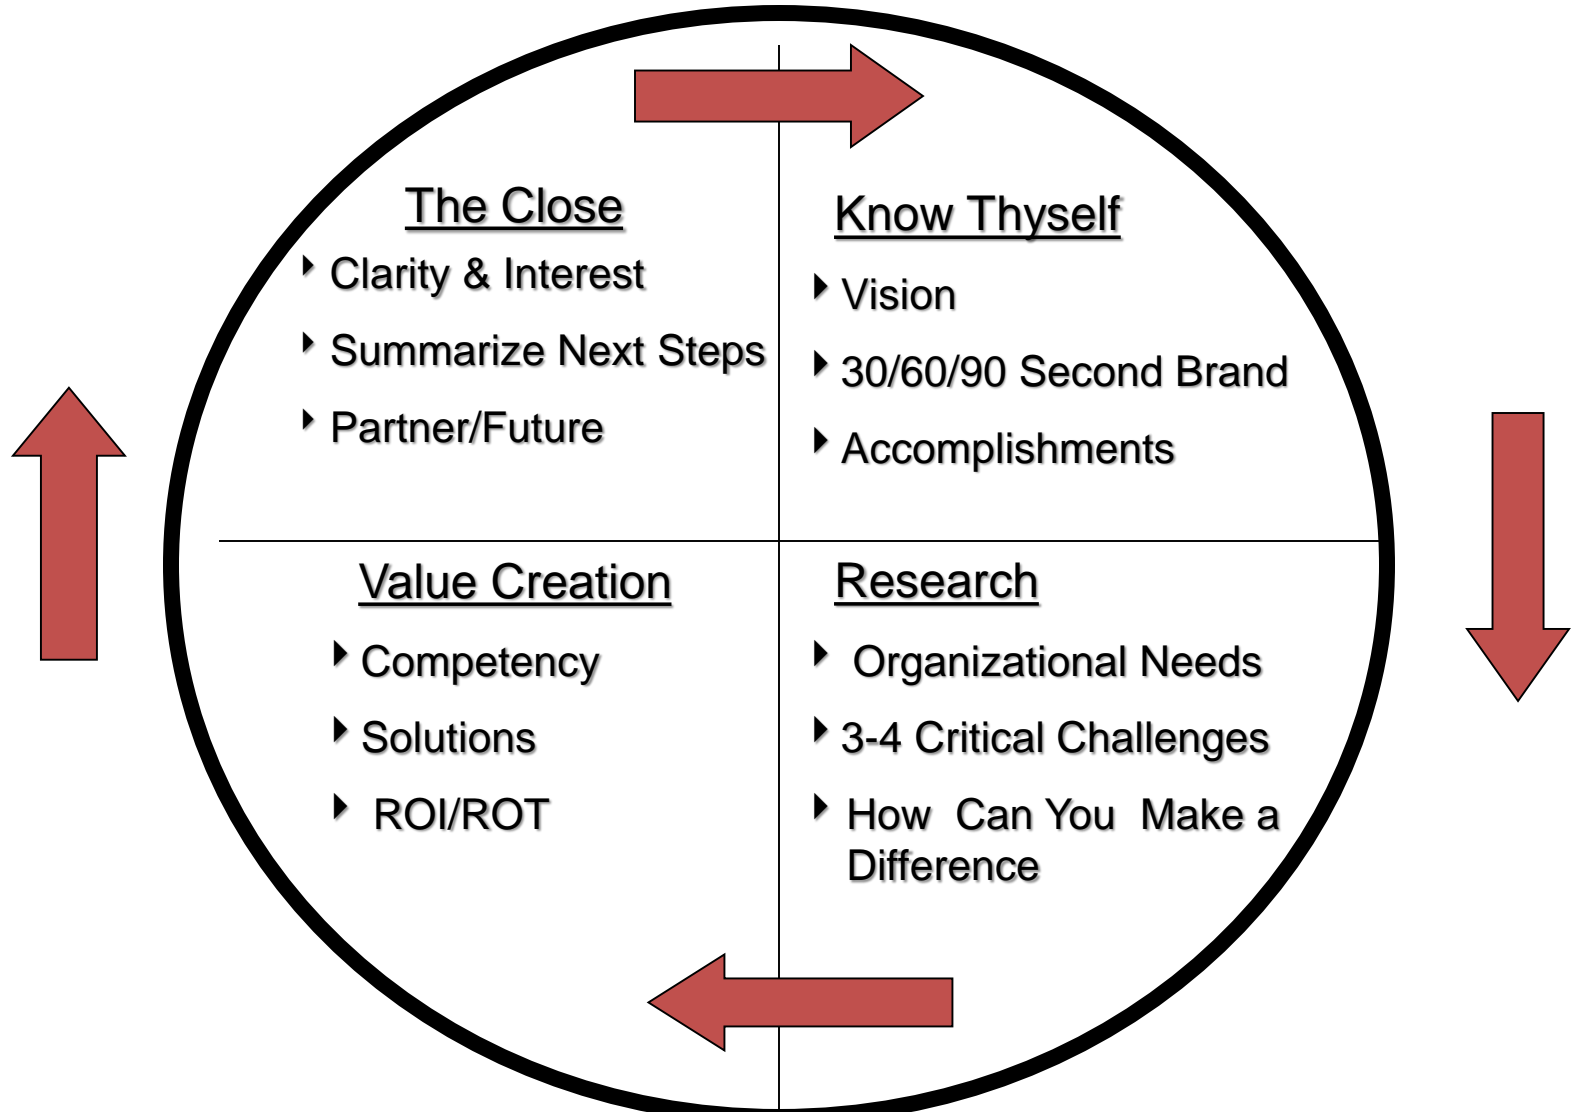 The Close
Clarity & Interest
Summarize Next Steps
Partner/Future
Know Thyself
Vision
30/60/90 Second Brand
Accomplishments
Value Creation
Competency
Solutions
ROI/ROT
Research
Organizational Needs
3-4 Critical Challenges
How Can You Make a
Difference